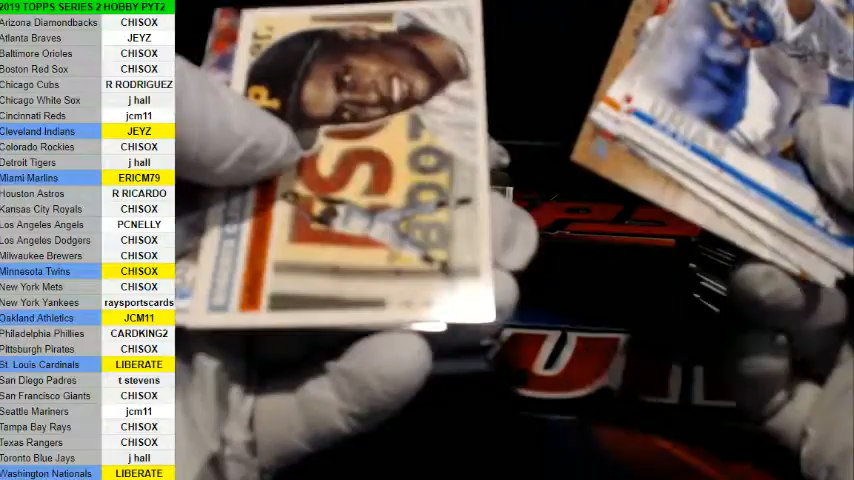 2019 TOPPS SERIES 2 HOBBY PYT2
Arizona Diamondbacks CHISOX
Atlanta Braves JEYZ
Baltimore Orioles CHISOX
Boston Red Sox CHISOX
Chicago Cubs R RODRIGUEZ
Chicago White Sox j hall
Cincinnati Reds jcm11
Cleveland Indians JEYZ
Colorado Rockies CHISOX
Detroit Tigers j hall
Miami Marlins ERICM79
Houston Astros R RICARDO
Kansas City Royals CHISOX
Los Angeles Angels PCNELLY
Los Angeles Dodgers CHISOX
Milwaukee Brewers CHISOX
Minnesota Twins CHISOX
New York Mets CHISOX
New York Yankees raysportscards
Oakland Athletics JCM11
Philadelphia Phillies CARDKING2
Pittsburgh Pirates CHISOX
St. Louis Cardinals LIBERATE
San Diego Padres t stevens
San Francisco Giants CHISOX
Seattle Mariners jcm11
Tampa Bay Rays CHISOX
Texas Rangers CHISOX
Toronto Blue Jays j hall
Washington Nationals LIBERATE
P
URIAS